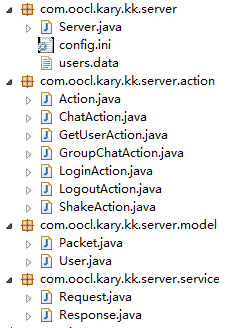 com.oocl.kary.kk.server
Server.java
config.ini
users.data
com.oocl.kary.kk.server.action
Action.java
ChatAction.java
GetUserAction.java
GroupChatAction.java
LoginAction.java
LogoutAction.java
ShakeAction.java
com.oocl.kary.kk.server.model
Packet.java
User.java
com.oocl.kary.kk.server.service
Request.java
Response.java